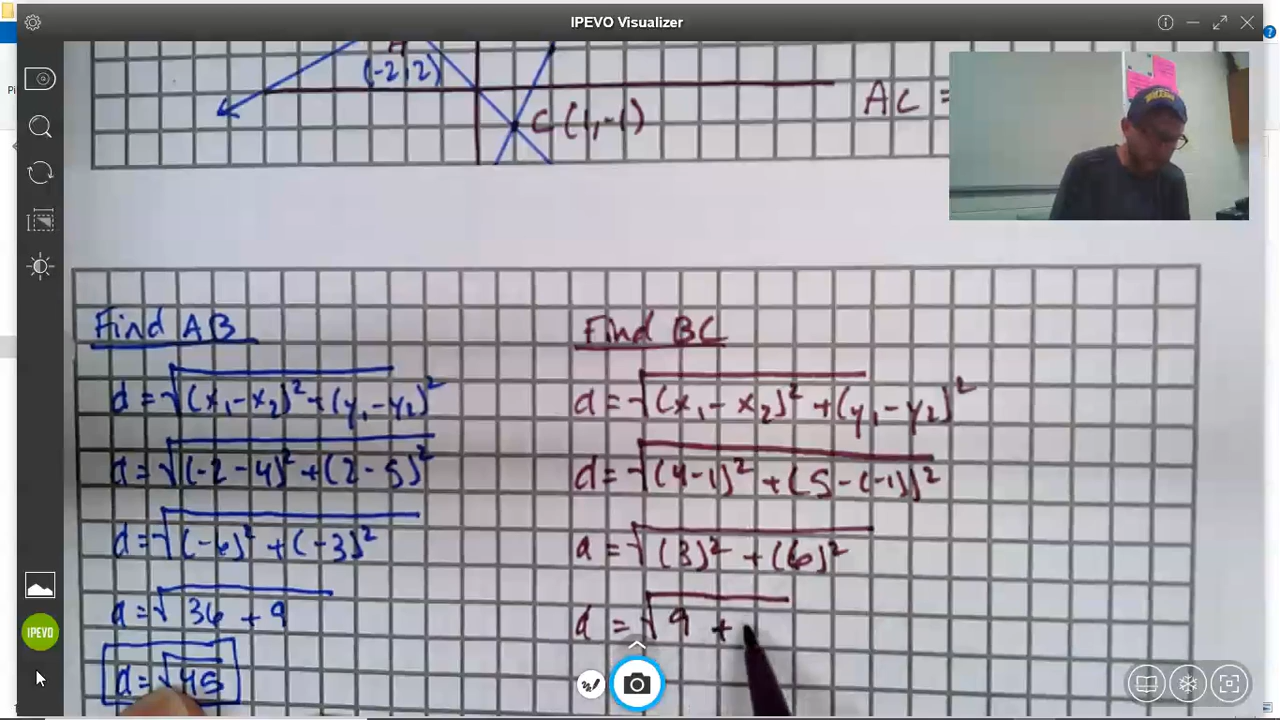 IPEVO Visualizer
(-2, 2)
C (1, -1)
AC =
Find AB
d = √(x₁ - x₂)² + (y₁ - y₂)²
d = √(-2 - 4)² + (2 - 5)²
d = √(-6)² + (-3)²
d = √36 + 9
d = √45
Find BC
d = √(x₁ - x₂)² + (y₁ - y₂)²
d = √(4 - 1)² + (5 - (-1))²
d = √(3)² + (6)²
d = √9 +
IPEVO